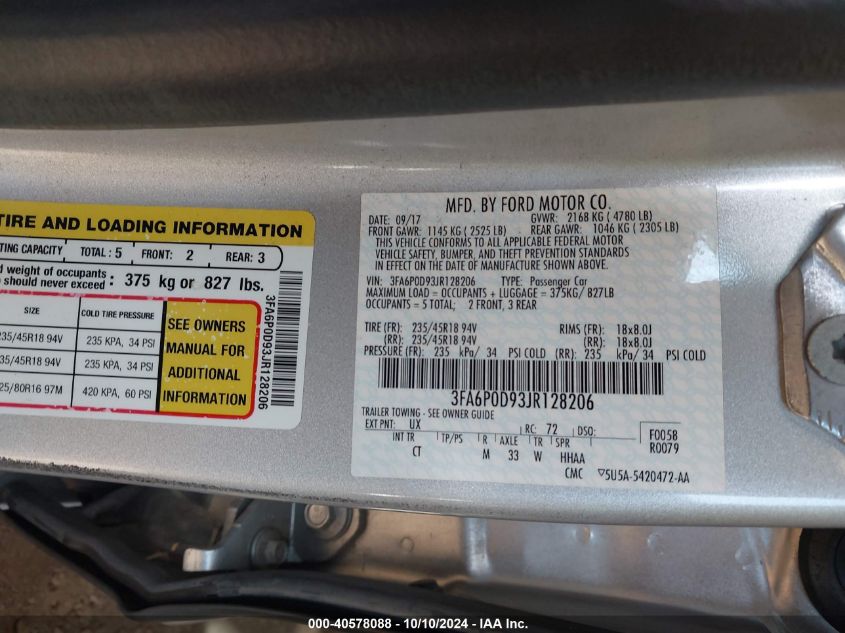 TIRE AND LOADING INFORMATION
TING CAPACITY TOTAL : 5 FRONT: 2 REAR: 3
d weight of occupants
should never exceed : 375 kg or 827 lbs.
SIZE COLD TIRE PRESSURE
235/45R18 94V 235 KPA, 34 PSI
235/45R18 94V 235 KPA, 34 PSI
25/80R16 97M 420 KPA, 60 PSI
SEE OWNERS
MANUAL FOR
ADDITIONAL
INFORMATION
3FA6P0D93JR128206
MFD. BY FORD MOTOR CO.
DATE: 09/17 GVWR: 2168 KG ( 4780 LB)
FRONT GAWR: 1145 KG ( 2525 LB) REAR GAWR: 1046 KG ( 2305 LB)
THIS VEHICLE CONFORMS TO ALL APPLICABLE FEDERAL MOTOR
VEHICLE SAFETY, BUMPER, AND THEFT PREVENTION STANDARDS
IN EFFECT ON THE DATE OF MANUFACTURE SHOWN ABOVE.
VIN: 3FA6P0D93JR128206 TYPE: Passenger Car
MAXIMUM LOAD = OCCUPANTS + LUGGAGE = 375KG/ 827LB
OCCUPANTS = 5 TOTAL; 2 FRONT, 3 REAR
TIRE (FR): 235/45R18 94V RIMS (FR): 18x8.0J
(RR): 235/45R18 94V (RR): 18x8.0J
PRESSURE (FR): 235 kPa/ 34 PSI COLD (RR): 235 kPa/ 34 PSI COLD
3FA6P0D93JR128206
TRAILER TOWING - SEE OWNER GUIDE
EXT PNT: UX RC: 72 DSO:
INT TR TP/PS R AXLE TR SPR
CT M 33 W HHAA
F005B
R0079
CMC ▽5U5A-5420472-AA
000-40578088 - 10/10/2024 - IAA Inc.